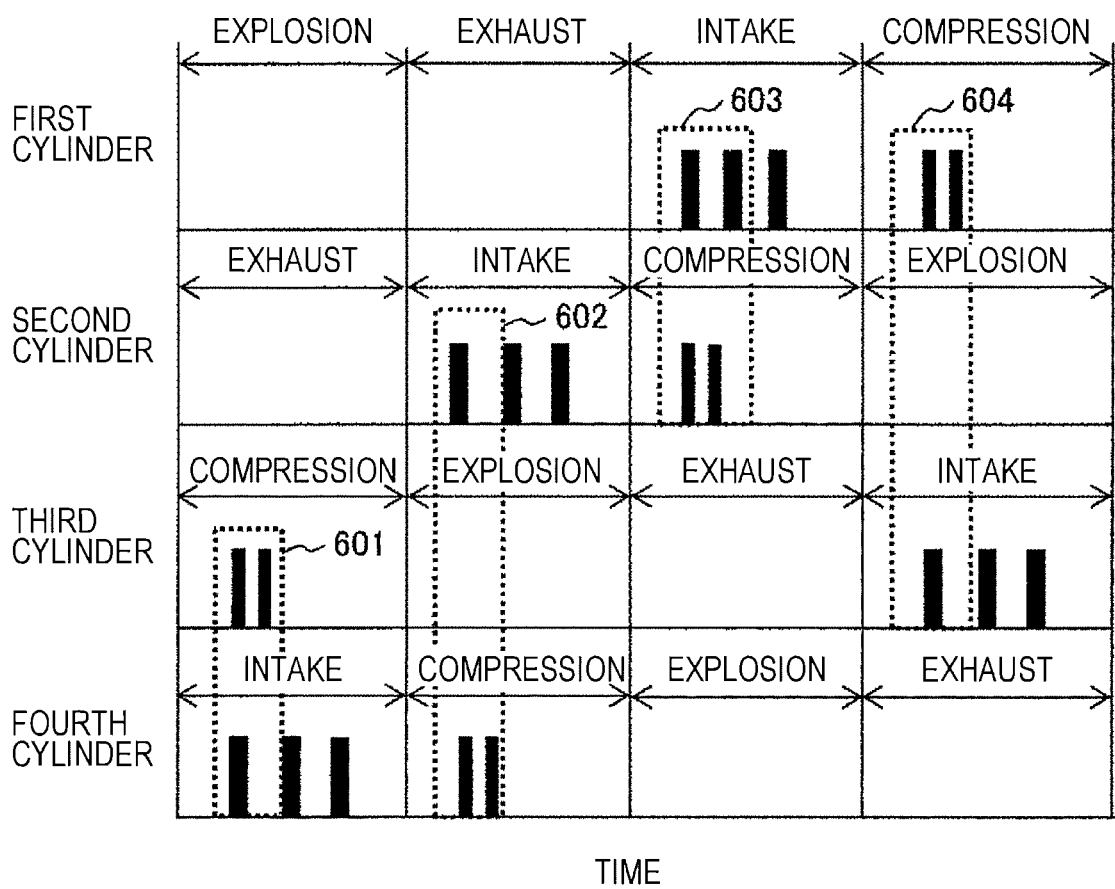 EXPLOSION EXHAUST INTAKE COMPRESSION
FIRST
CYLINDER
603
604
EXHAUST INTAKE COMPRESSION EXPLOSION
SECOND
CYLINDER
602
COMPRESSION EXPLOSION EXHAUST INTAKE
THIRD
CYLINDER
601
INTAKE COMPRESSION EXPLOSION EXHAUST
FOURTH
CYLINDER
TIME